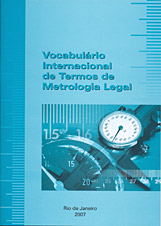 Vocabulário
Internacional
de Termos de
Metrologia Legal
Rio de Janeiro
2007